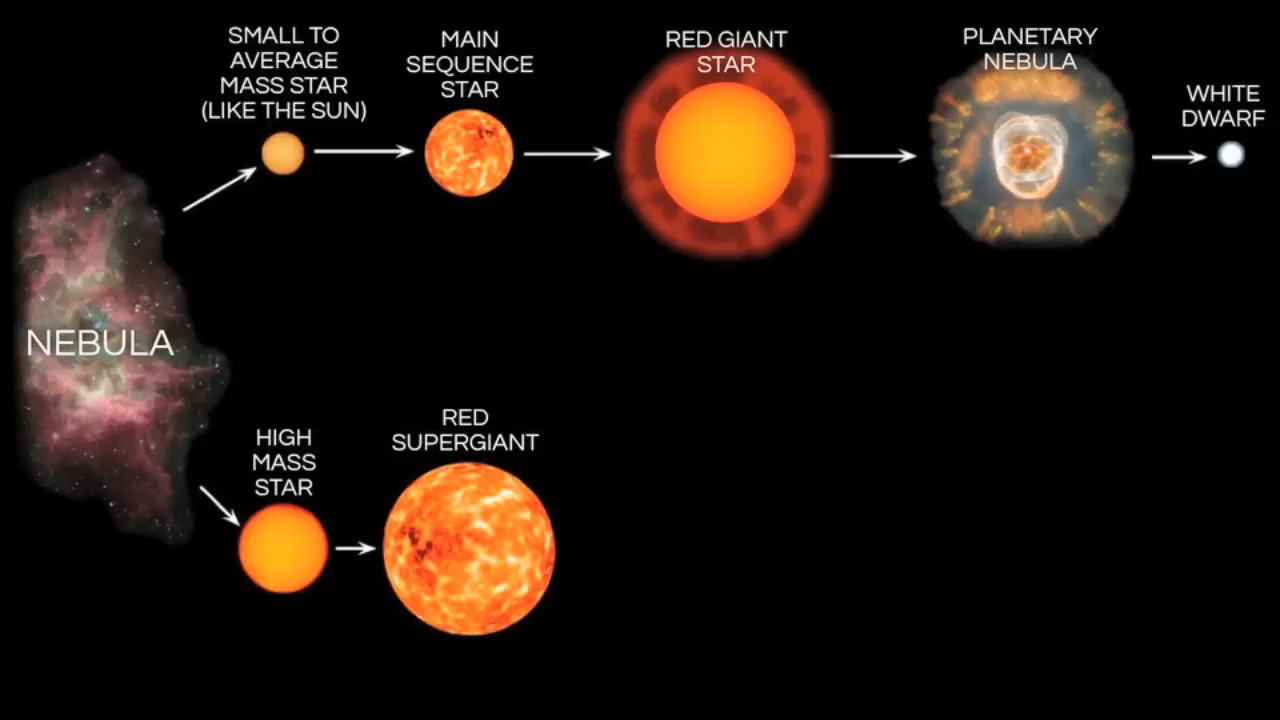 SMALL TO
AVERAGE
MASS STAR
(LIKE THE SUN)
MAIN
SEQUENCE
STAR
RED GIANT
STAR
PLANETARY
NEBULA
WHITE
DWARF
NEBULA
HIGH
MASS
STAR
RED
SUPERGIANT